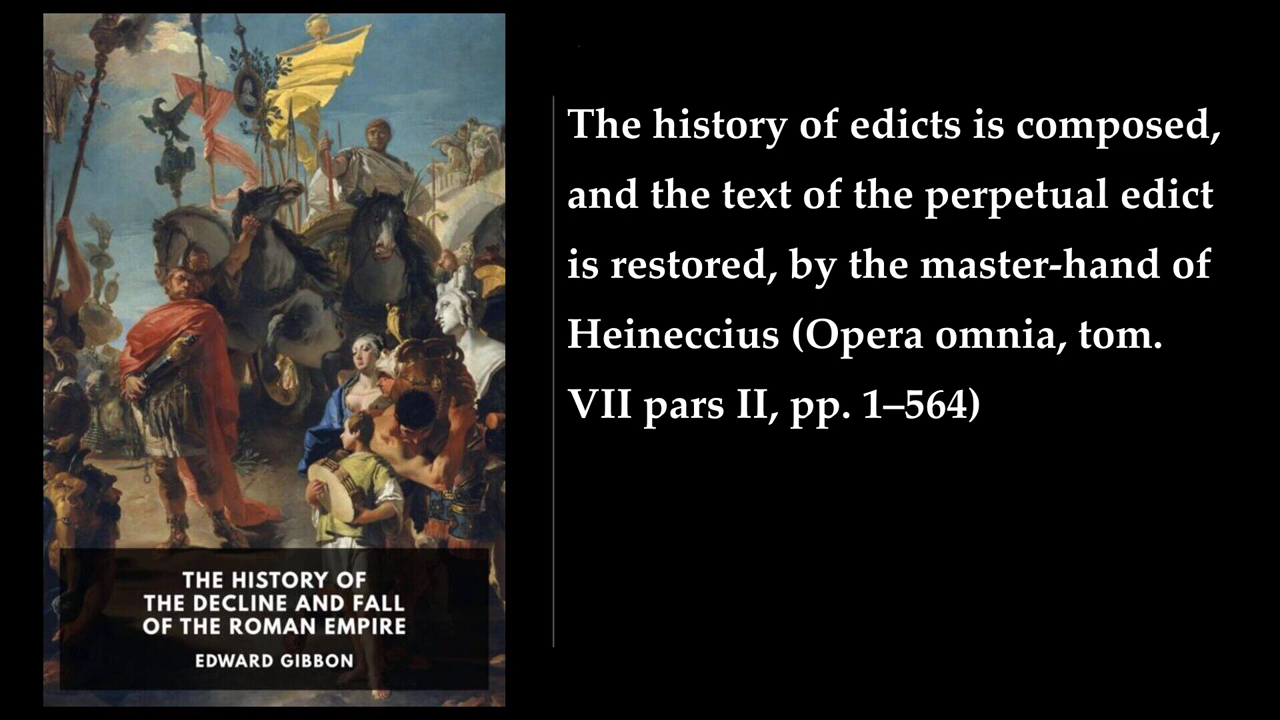 THE HISTORY OF
THE DECLINE AND FALL
OF THE ROMAN EMPIRE
EDWARD GIBBON
The history of edicts is composed,
and the text of the perpetual edict
is restored, by the master-hand of
Heineccius (Opera omnia, tom.
VII pars II, pp. 1–564)